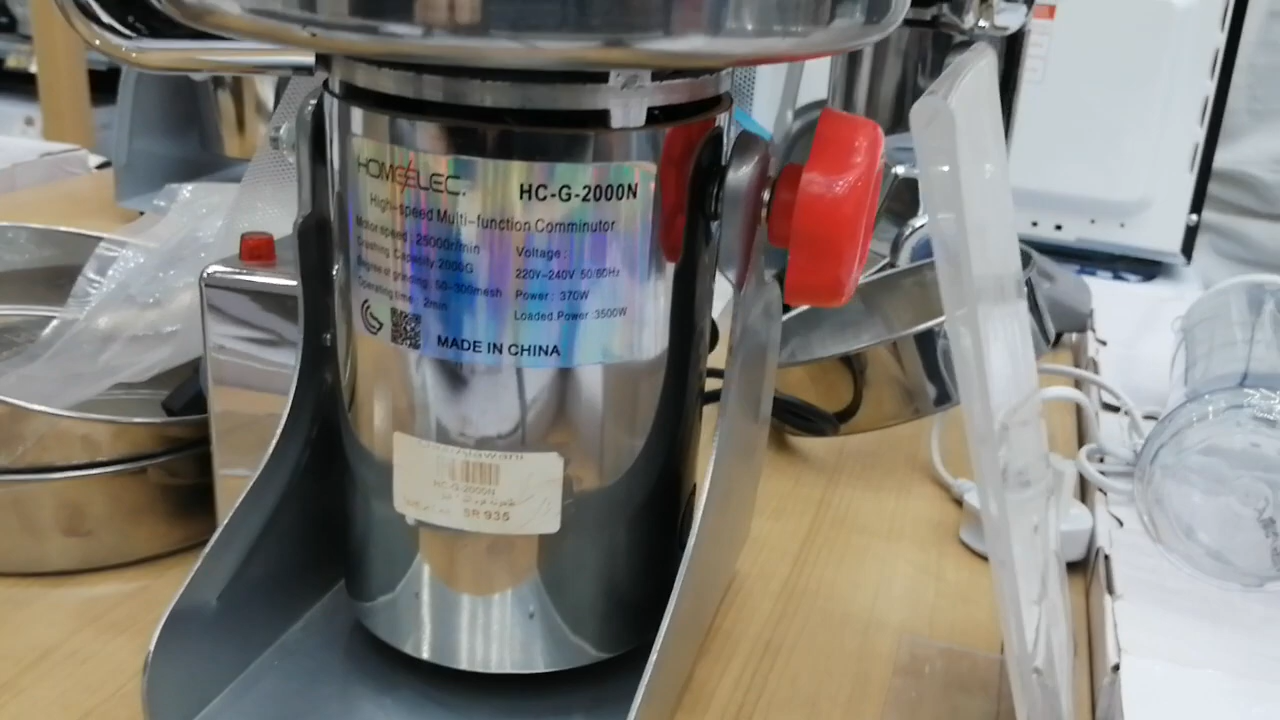 HOMEELEC.
HC-G-2000N
High-speed Multi-function Comminutor
Motor speed : 25000r/min
Crushing Capacity:2000G
Degree of grinding: 50-300mesh
Operating time : 2min
Voltage :
220V-240V 50/60Hz
Power : 370W
Loaded Power :3500W
MADE IN CHINA
HC-G-2000N
SR 935